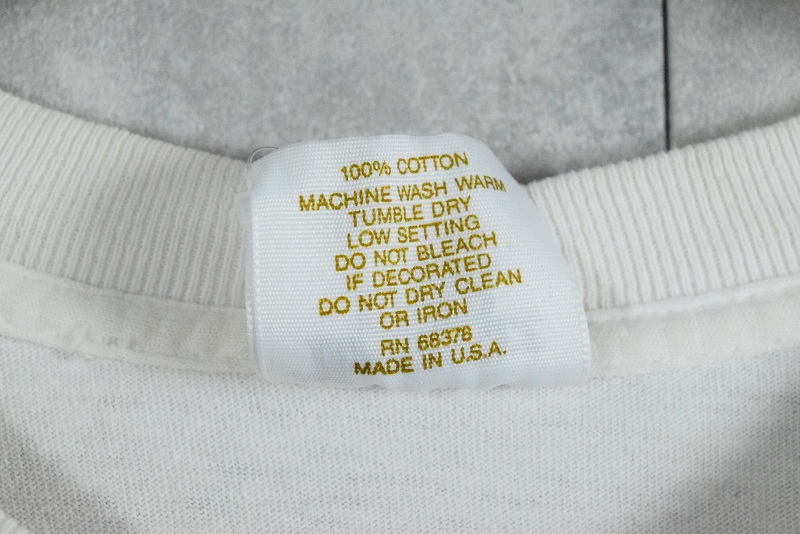 100% COTTON
MACHINE WASH WARM
TUMBLE DRY
LOW SETTING
DO NOT BLEACH
IF DECORATED
DO NOT DRY CLEAN
OR IRON
RN 68376
MADE IN U.S.A.